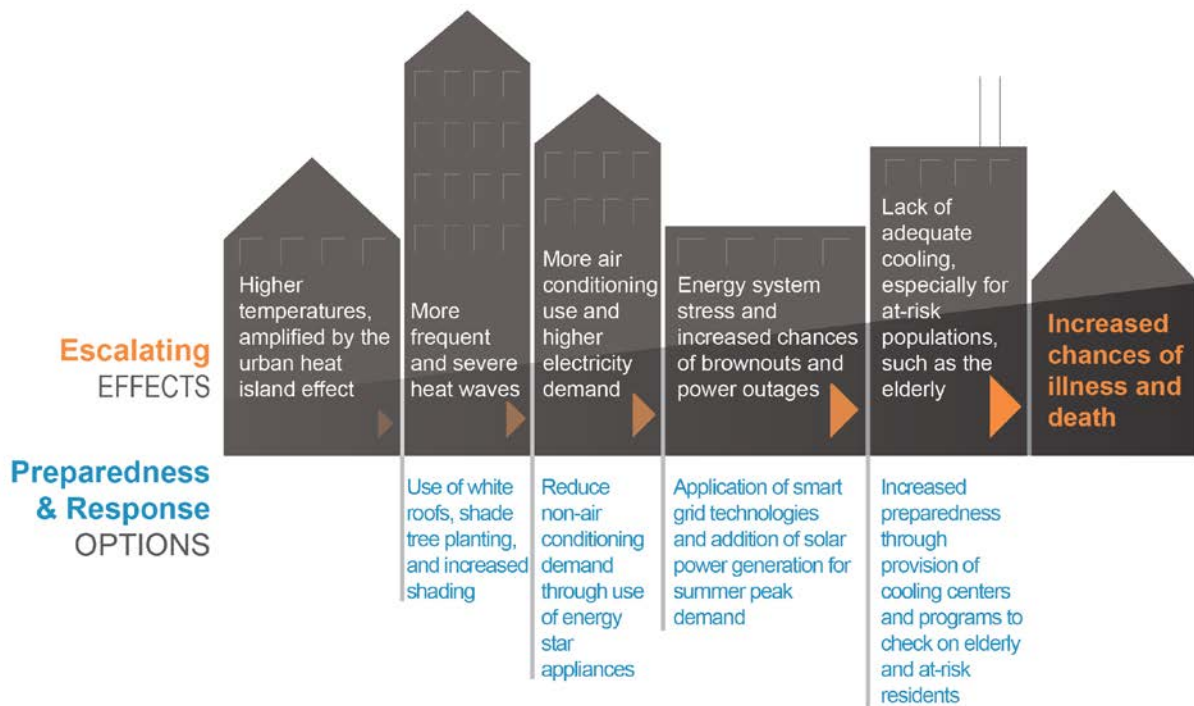 Escalating
EFFECTS
Higher
temperatures,
amplified by the
urban heat
island effect
More
frequent
and severe
heat waves
More air
conditioning
use and
higher
electricity
demand
Energy system
stress and
increased chances
of brownouts and
power outages
Lack of
adequate
cooling,
especially for
at-risk
populations,
such as the
elderly
Increased
chances of
illness and
death
Preparedness
& Response
OPTIONS
Use of white
roofs, shade
tree planting,
and increased
shading
Reduce
non-air
conditioning
demand
through use
of energy
star
appliances
Application of smart
grid technologies
and addition of solar
power generation for
summer peak
demand
Increased
preparedness
through
provision of
cooling centers
and programs to
check on elderly
and at-risk
residents